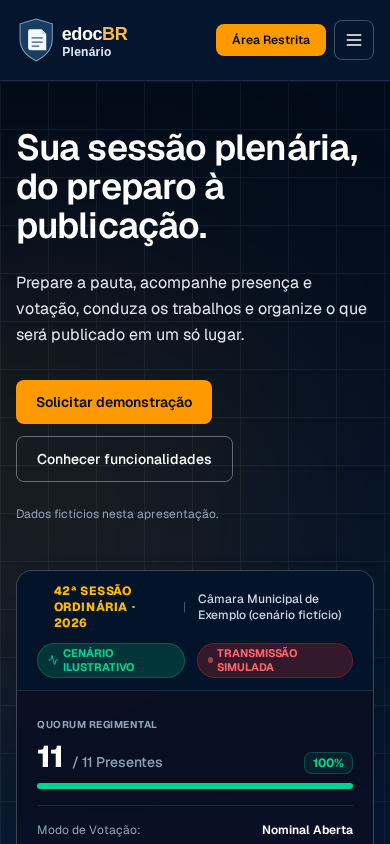 edocBR
Plenário
Área Restrita
Sua sessão plenária,
do preparo à
publicação.
Prepare a pauta, acompanhe presença e
votação, conduza os trabalhos e organize o que
será publicado em um só lugar.
Solicitar demonstração
Conhecer funcionalidades
Dados fictícios nesta apresentação.
42ª SESSÃO
ORDINÁRIA ·
2026
Câmara Municipal de
Exemplo (cenário fictício)
CENÁRIO
ILUSTRATIVO
TRANSMISSÃO
SIMULADA
QUORUM REGIMENTAL
11 / 11 Presentes
100%
Modo de Votação: Nominal Aberta